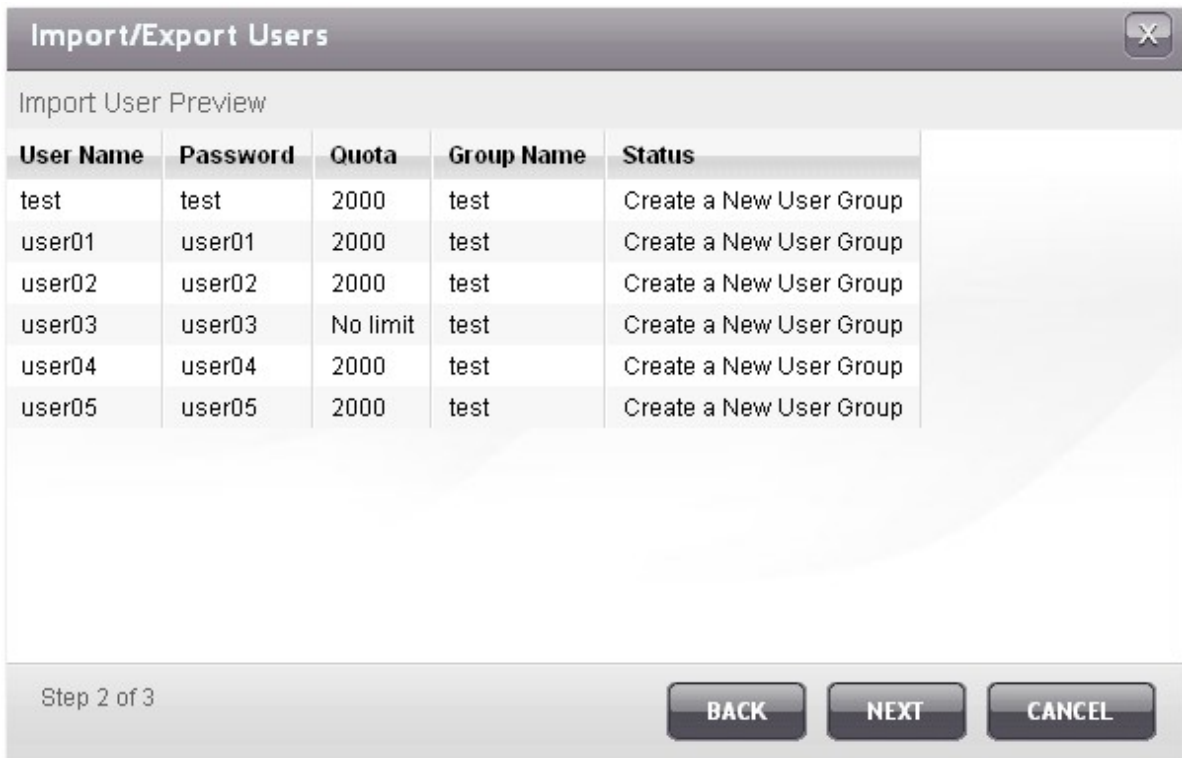 Import/Export Users
X
Import User Preview
User Name Password Quota Group Name Status
test test 2000 test Create a New User Group
user01 user01 2000 test Create a New User Group
user02 user02 2000 test Create a New User Group
user03 user03 No limit test Create a New User Group
user04 user04 2000 test Create a New User Group
user05 user05 2000 test Create a New User Group
Step 2 of 3 BACK NEXT CANCEL